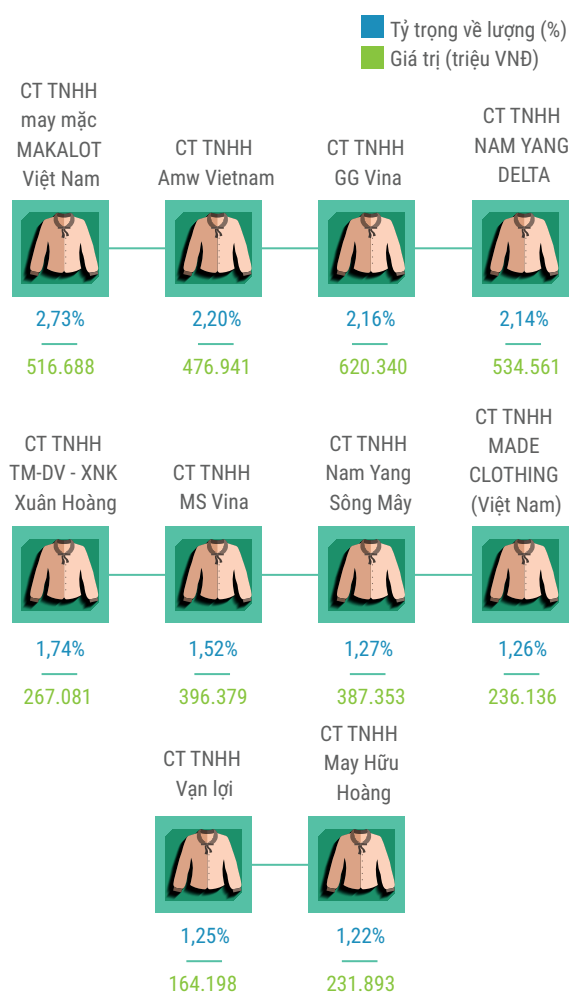 Tỷ trọng về lượng (%)
Giá trị (triệu VNĐ)
CT TNHH
may mặc
MAKALOT
Việt Nam
CT TNHH
Amw Vietnam
CT TNHH
GG Vina
CT TNHH
NAM YANG
DELTA
2,73%
2,20%
2,16%
2,14%
516.688
476.941
620.340
534.561
CT TNHH
TM-DV - XNK
Xuân Hoàng
CT TNHH
MS Vina
CT TNHH
Nam Yang
Sông Mây
CT TNHH
MADE
CLOTHING
(Việt Nam)
1,74%
1,52%
1,27%
1,26%
267.081
396.379
387.353
236.136
CT TNHH
Vạn lợi
CT TNHH
May Hữu
Hoàng
1,25%
1,22%
164.198
231.893